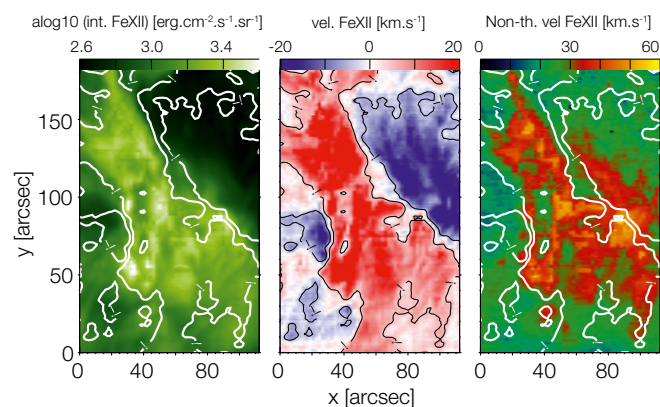 alog10 (int. FeXII) [erg.cm⁻².s⁻¹.sr⁻¹] vel. FeXII [km.s⁻¹] Non-th. vel FeXII [km.s⁻¹]
2.6 3.0 3.4 -20 0 20 0 30 60
150
100
50
0
y [arcsec]
0 40 80 0 40 80 0 40 80
x [arcsec]